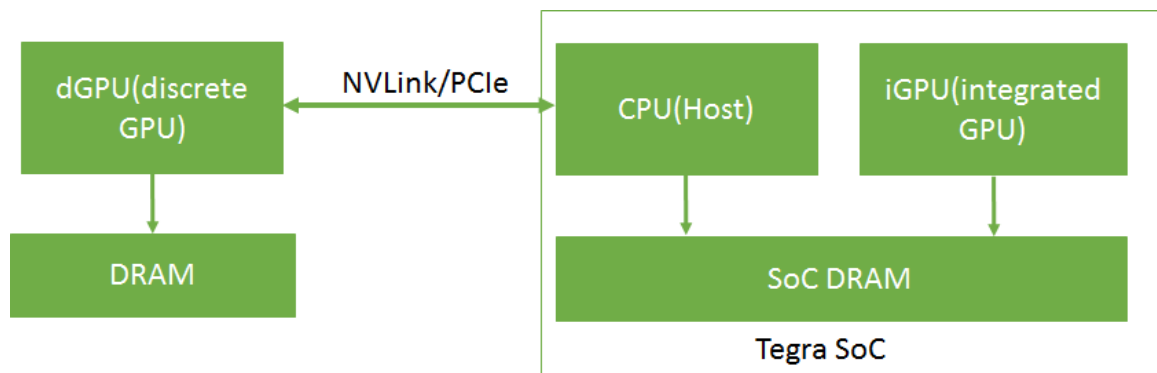 dGPU(discrete
GPU)
NVLink/PCIe
CPU(Host)
iGPU(integrated
GPU)
DRAM
SoC DRAM
Tegra SoC